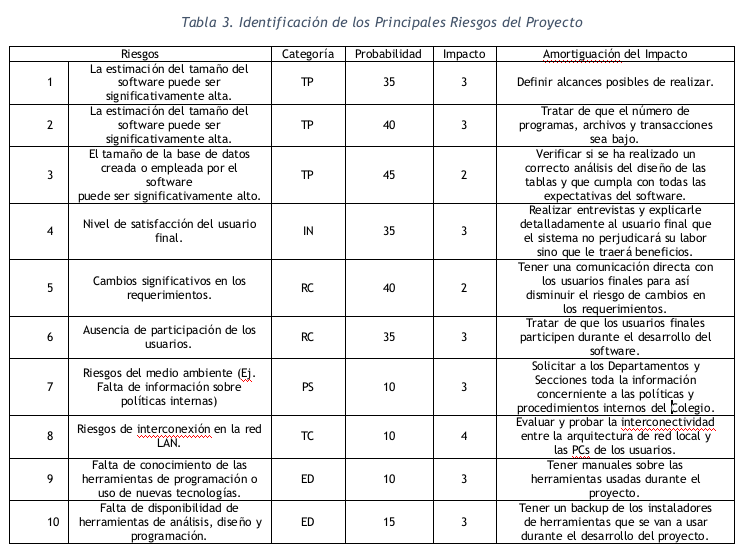 Tabla 3. Identificación de los Principales Riesgos del Proyecto
Riesgos Categoría Probabilidad Impacto Amortiguación del Impacto
1 La estimación del tamaño del software puede ser significativamente alta. TP 35 3 Definir alcances posibles de realizar.
2 La estimación del tamaño del software puede ser significativamente alta. TP 40 3 Tratar de que el número de programas, archivos y transacciones sea bajo.
3 El tamaño de la base de datos creada o empleada por el software puede ser significativamente alto. TP 45 2 Verificar si se ha realizado un correcto análisis del diseño de las tablas y que cumpla con todas las expectativas del software.
4 Nivel de satisfacción del usuario final. IN 35 3 Realizar entrevistas y explicarle detalladamente al usuario final que el sistema no perjudicará su labor sino que le traerá beneficios.
5 Cambios significativos en los requerimientos. RC 40 2 Tener una comunicación directa con los usuarios finales para así disminuir el riesgo de cambios en los requerimientos.
6 Ausencia de participación de los usuarios. RC 35 3 Tratar de que los usuarios finales participen durante el desarrollo del software.
7 Riesgos del medio ambiente (Ej. Falta de información sobre políticas internas) PS 10 3 Solicitar a los Departamentos y Secciones toda la información concerniente a las políticas y procedimientos internos del Colegio.
8 Riesgos de interconexión en la red LAN. TC 10 4 Evaluar y probar la interconectividad entre la arquitectura de red local y las PCs de los usuarios.
9 Falta de conocimiento de las herramientas de programación o uso de nuevas tecnologías. ED 10 3 Tener manuales sobre las herramientas usadas durante el proyecto.
10 Falta de disponibilidad de herramientas de análisis, diseño y programación. ED 15 3 Tener un backup de los instaladores de herramientas que se van a usar durante el desarrollo del proyecto.